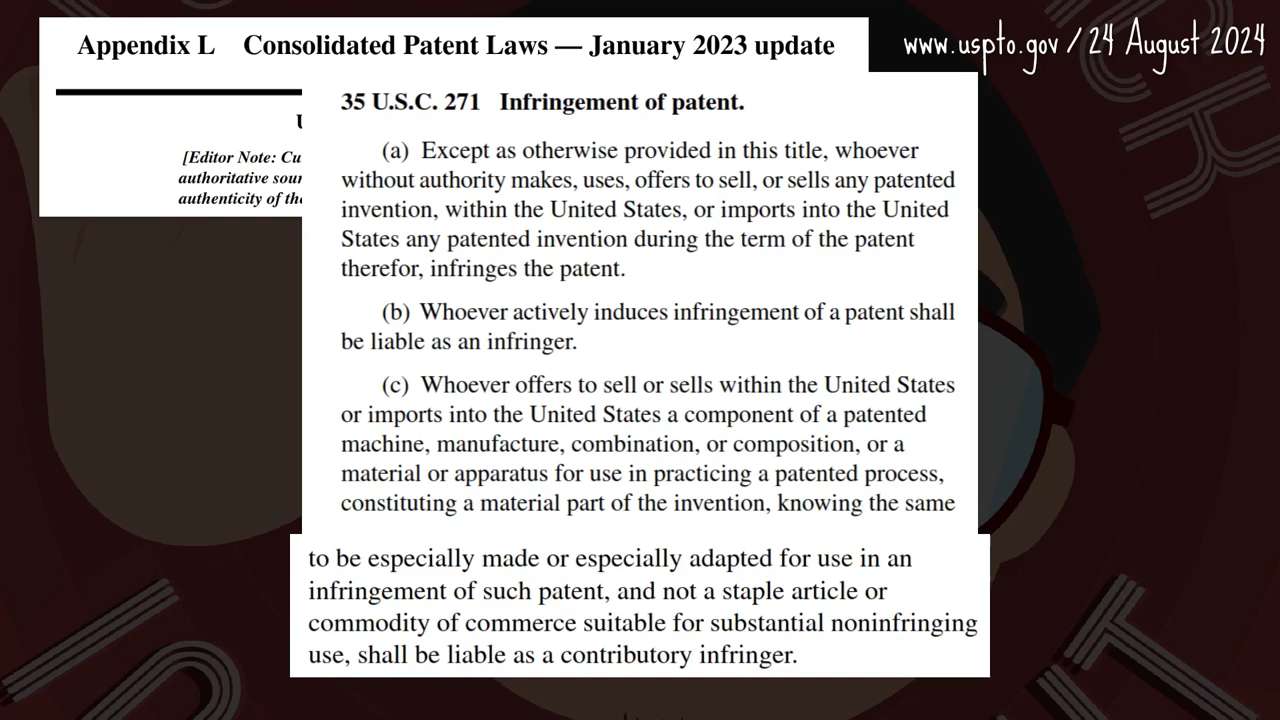 Appendix L Consolidated Patent Laws — January 2023 update
www.uspto.gov / 24 August 2024
[Editor Note: Cu
authoritative sour
authenticity of the
35 U.S.C. 271 Infringement of patent.
(a) Except as otherwise provided in this title, whoever
without authority makes, uses, offers to sell, or sells any patented
invention, within the United States, or imports into the United
States any patented invention during the term of the patent
therefor, infringes the patent.
(b) Whoever actively induces infringement of a patent shall
be liable as an infringer.
(c) Whoever offers to sell or sells within the United States
or imports into the United States a component of a patented
machine, manufacture, combination, or composition, or a
material or apparatus for use in practicing a patented process,
constituting a material part of the invention, knowing the same
to be especially made or especially adapted for use in an
infringement of such patent, and not a staple article or
commodity of commerce suitable for substantial noninfringing
use, shall be liable as a contributory infringer.